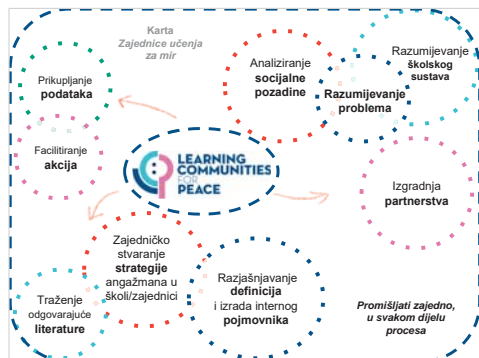 Karta
Zajednice učenja
za mir
Prikupljanje
podataka
Analiziranje
socijalne
pozadine
Razumijevanje
školskog
sustava
Razumijevanje
problema
Facilitiranje
akcija
LEARNING
COMMUNITIES
FOR
PEACE
Izgradnja
partnerstva
Zajedničko
stvaranje
strategije
angažmana u
školi/zajednici
Razjašnjavanje
definicija
i izrada internog
pojmovnika
Traženje
odgovarajuće
literature
Promišljati zajedno,
u svakom dijelu
procesa